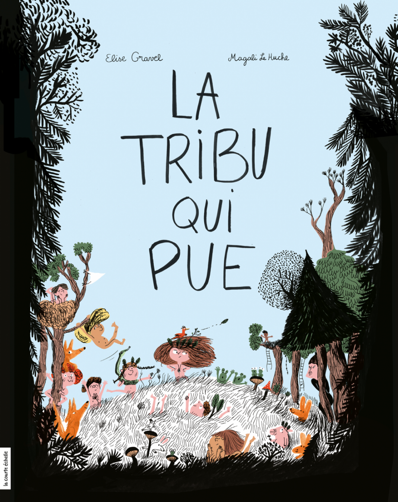 Elise Gravel
Magali Le Huche
LA
TRIBU
QUI
PUE
la courte échelle